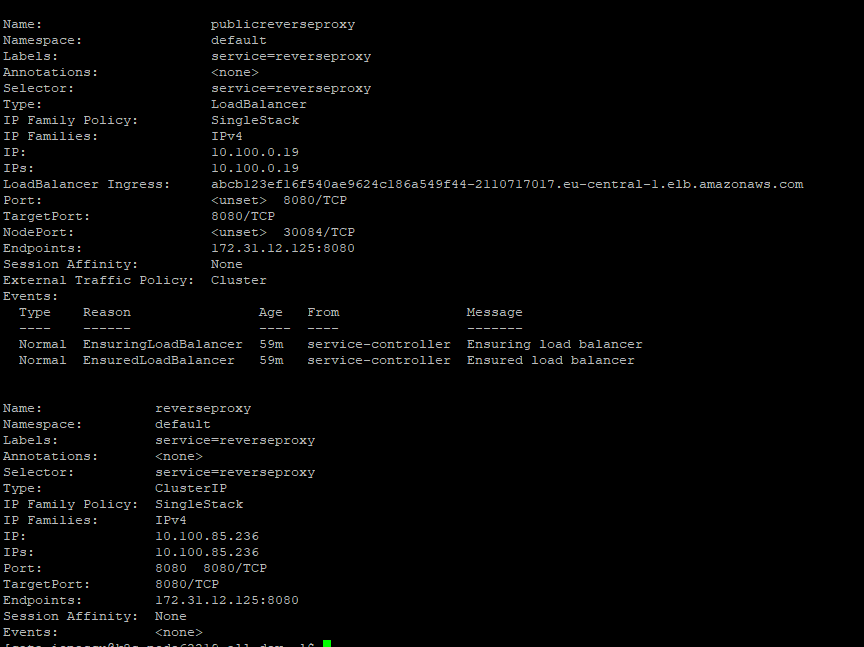 Name: publicreverseproxy
Namespace: default
Labels: service=reverseproxy
Annotations: <none>
Selector: service=reverseproxy
Type: LoadBalancer
IP Family Policy: SingleStack
IP Families: IPv4
IP: 10.100.0.19
IPs: 10.100.0.19
LoadBalancer Ingress: abcb123ef16f540ae9624c186a549f44-2110717017.eu-central-1.elb.amazonaws.com
Port: <unset> 8080/TCP
TargetPort: 8080/TCP
NodePort: <unset> 30084/TCP
Endpoints: 172.31.12.125:8080
Session Affinity: None
External Traffic Policy: Cluster
Events:
Type Reason Age From Message
---- ------ ---- ---- -------
Normal EnsuringLoadBalancer 59m service-controller Ensuring load balancer
Normal EnsuredLoadBalancer 59m service-controller Ensured load balancer
Name: reverseproxy
Namespace: default
Labels: service=reverseproxy
Annotations: <none>
Selector: service=reverseproxy
Type: ClusterIP
IP Family Policy: SingleStack
IP Families: IPv4
IP: 10.100.85.236
IPs: 10.100.85.236
Port: 8080 8080/TCP
TargetPort: 8080/TCP
Endpoints: 172.31.12.125:8080
Session Affinity: None
Events: <none>